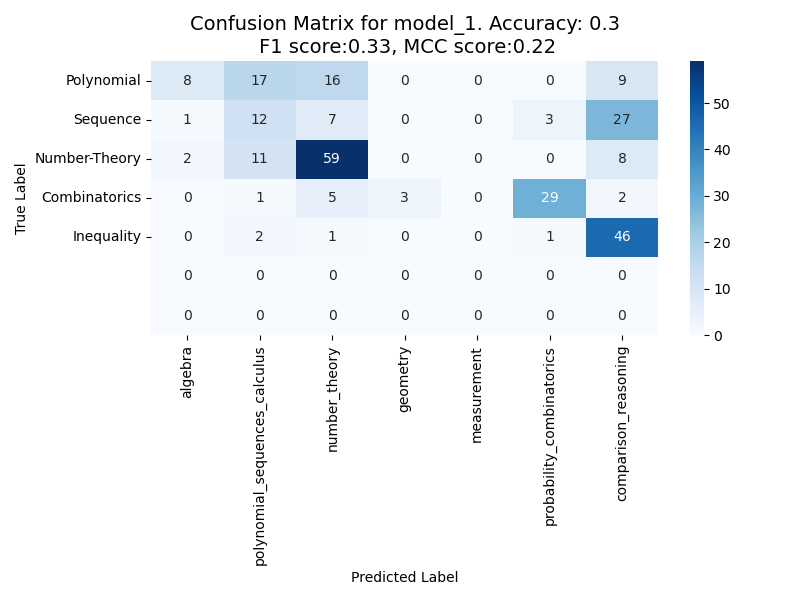 Confusion Matrix for model_1. Accuracy: 0.3
F1 score:0.33, MCC score:0.22
True Label
Polynomial 8 17 16 0 0 0 9
Sequence 1 12 7 0 0 3 27
Number-Theory 2 11 59 0 0 0 8
Combinatorics 0 1 5 3 0 29 2
Inequality 0 2 1 0 0 1 46
0 0 0 0 0 0 0
0 0 0 0 0 0 0
50
40
30
20
10
0
algebra
polynomial_sequences_calculus
number_theory
geometry
measurement
probability_combinatorics
comparison_reasoning
Predicted Label